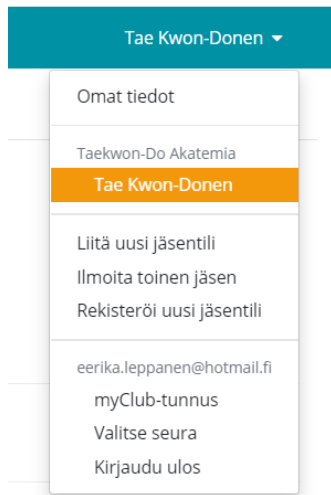 Tae Kwon-Donen
Omat tiedot
Taekwon-Do Akatemia
Tae Kwon-Donen
Liitä uusi jäsentili
Ilmoita toinen jäsen
Rekisteröi uusi jäsentili
eerika.leppanen@hotmail.fi
myClub-tunnus
Valitse seura
Kirjaudu ulos